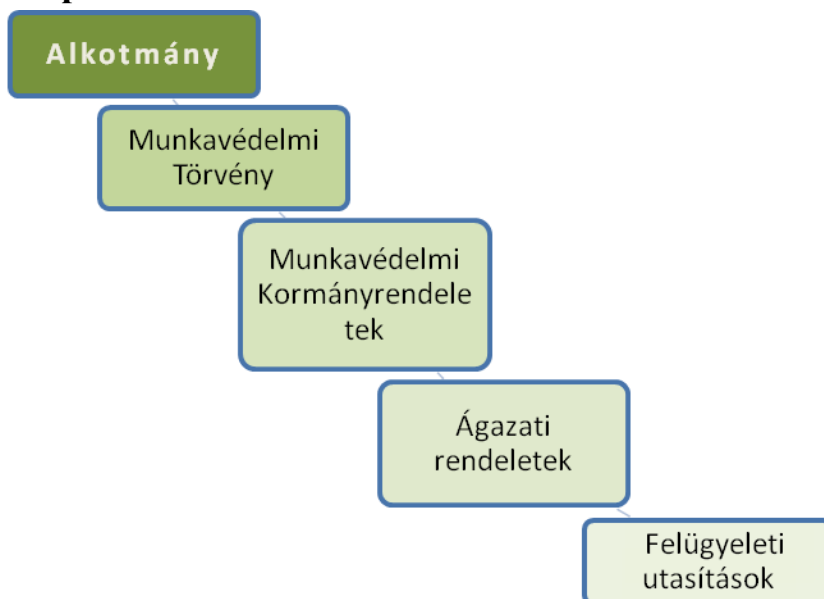 Alkotmány
Munkavédelmi
Törvény
Munkavédelmi
Kormányrendele
tek
Ágazati
rendeletek
Felügyeleti
utasítások